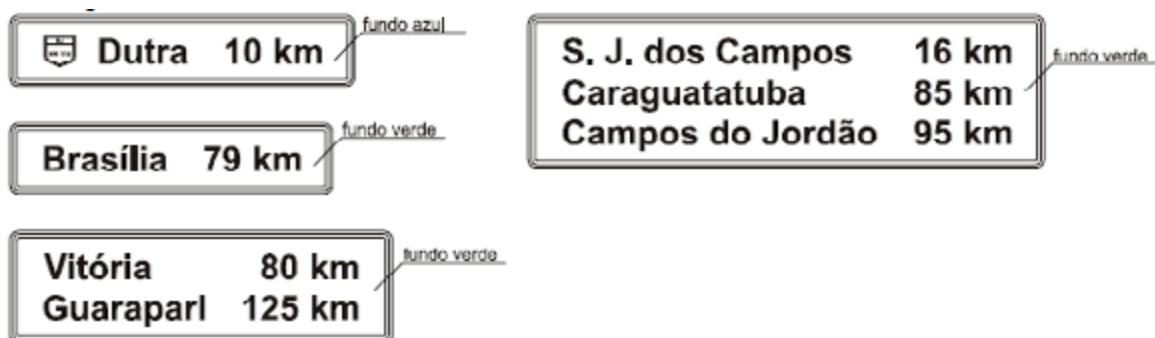 Dutra 10 km
fundo azul
Brasília 79 km
fundo verde
Vitória 80 km
Guaraparl 125 km
fundo verde
S. J. dos Campos 16 km
Caraguatatuba 85 km
Campos do Jordão 95 km
fundo verde